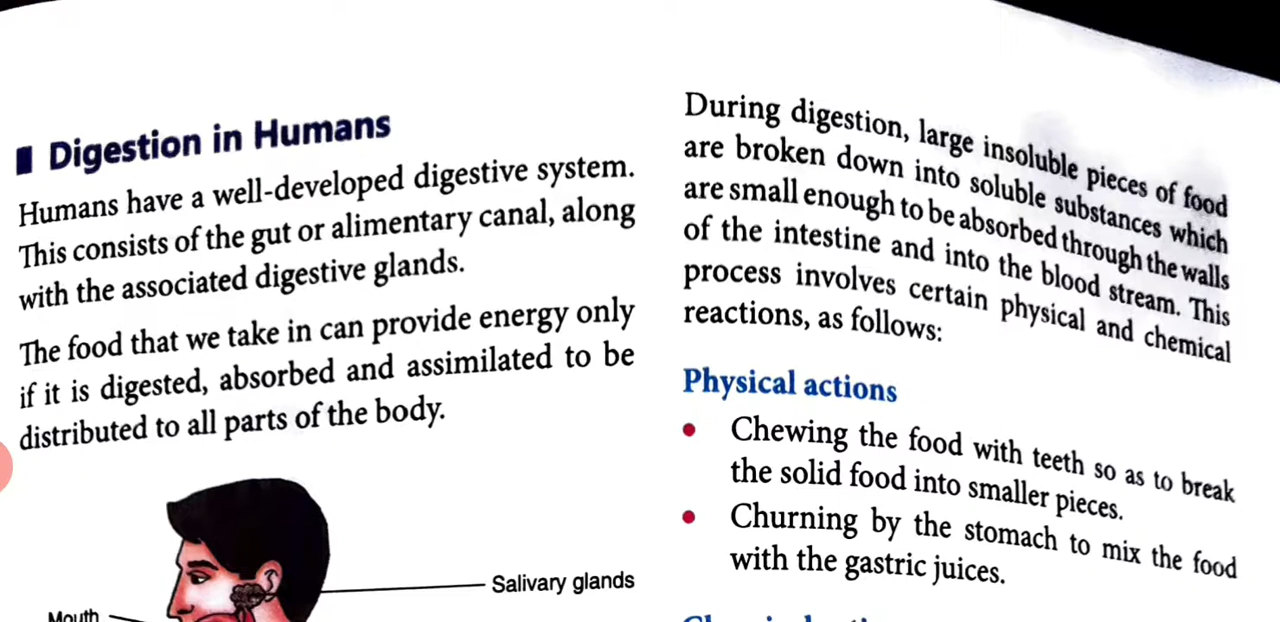 Digestion in Humans
Humans have a well-developed digestive system.
This consists of the gut or alimentary canal, along
with the associated digestive glands.
The food that we take in can provide energy only
if it is digested, absorbed and assimilated to be
distributed to all parts of the body.
Salivary glands
Mouth
During digestion, large insoluble pieces of food
are broken down into soluble substances which
are small enough to be absorbed through the walls
of the intestine and into the blood stream. This
process involves certain physical and chemical
reactions, as follows:
Physical actions
• Chewing the food with teeth so as to break
the solid food into smaller pieces.
• Churning by the stomach to mix the food
with the gastric juices.